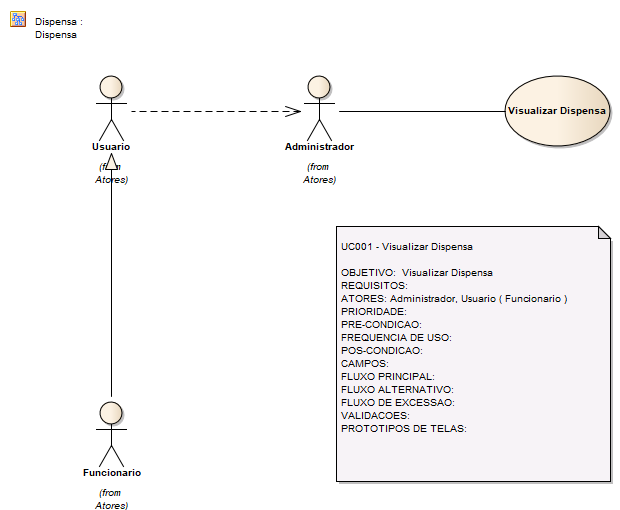 Dispensa :
Dispensa
Usuario
(from
Atores)
Administrador
(from
Atores)
Visualizar Dispensa
UC001 - Visualizar Dispensa
OBJETIVO:  Visualizar Dispensa
REQUISITOS:
ATORES: Administrador, Usuario ( Funcionario )
PRIORIDADE:
PRE-CONDICAO:
FREQUENCIA DE USO:
POS-CONDICAO:
CAMPOS:
FLUXO PRINCIPAL:
FLUXO ALTERNATIVO:
FLUXO DE EXCESSAO:
VALIDACOES:
PROTOTIPOS DE TELAS:
Funcionario
(from
Atores)